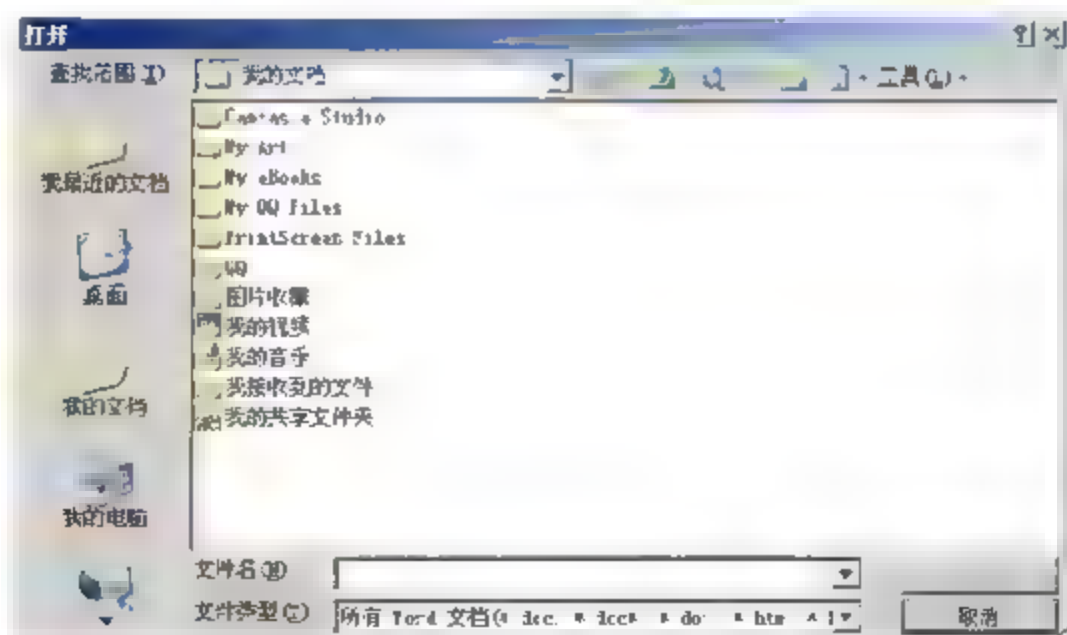 打开
查找范围(I)
我的文档
工具(L)
My Art
My eBooks
My QQ Files
PrintScreen Files
QQ
图片收藏
我的视频
我的音乐
我接收到的文件
我的共享文件夹
我最近的文档
桌面
我的文档
我的电脑
文件名(N)
文件类型(T)
所有 Word 文档(
取消